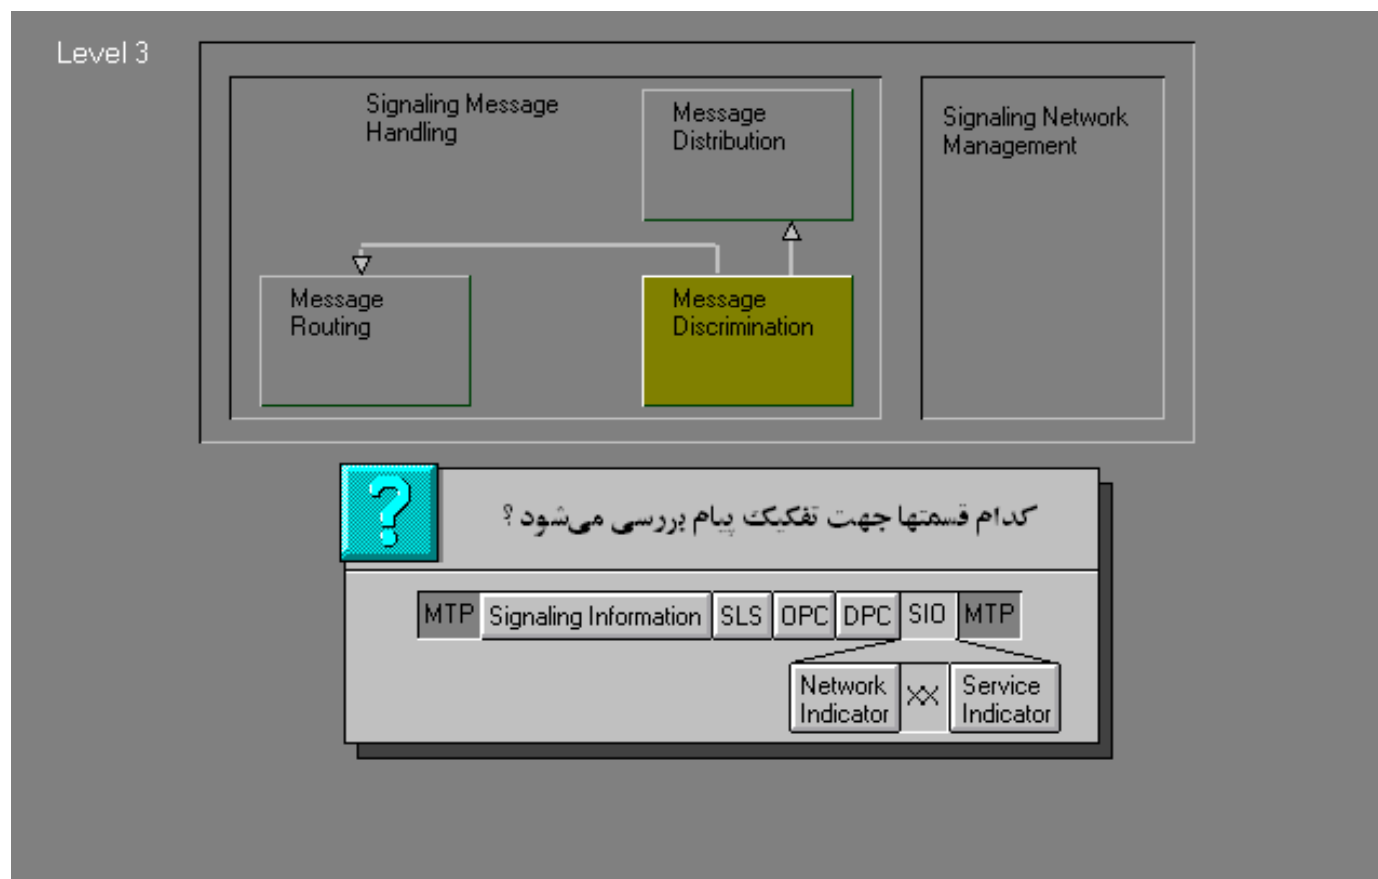 Level 3
Signaling Message
Handling
Message
Distribution
Signaling Network
Management
Message
Routing
Message
Discrimination
?
کدام قسمتها جهت تفکیک پیام بررسی می‌شود ؟
MTP Signaling Information SLS OPC DPC SIO MTP
Network
Indicator
XX
Service
Indicator